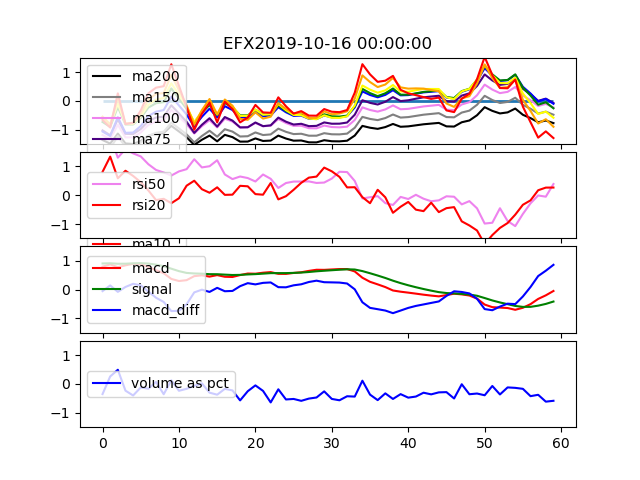 EFX2019-10-16 00:00:00
1
0
−1
ma200
ma150
ma100
ma75
1
0
−1
rsi50
rsi20
ma10
1
0
−1
macd
signal
macd_diff
1
0
−1
volume as pct
0 10 20 30 40 50 60